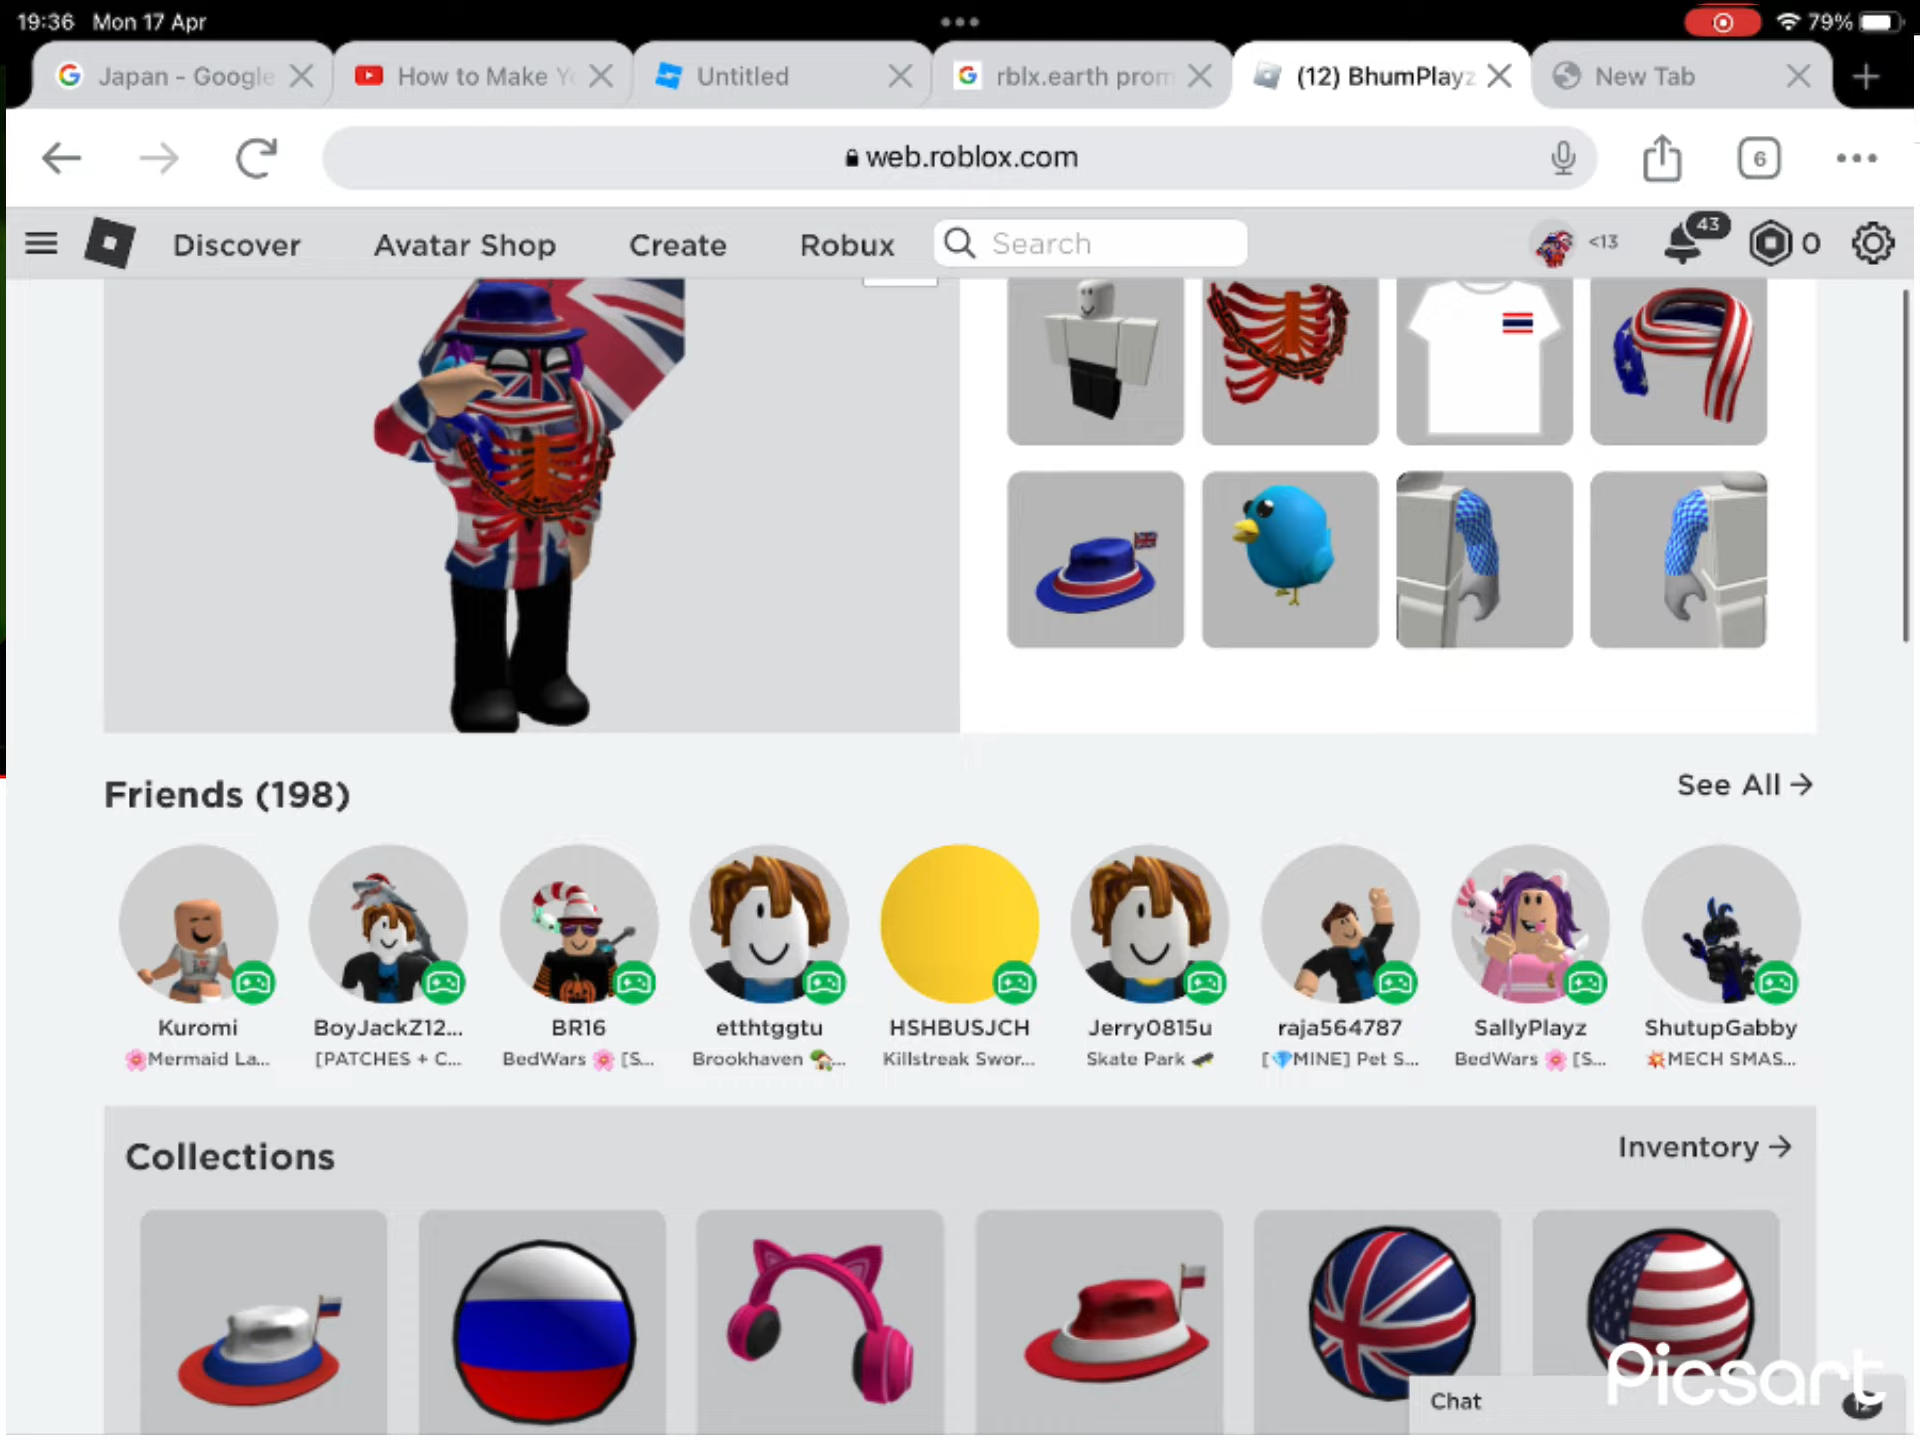 19:36 Mon 17 Apr
79%
Japan - Google
How to Make Y
Untitled
rblx.earth prom
(12) BhumPlayz
New Tab
web.roblox.com
6
Discover
Avatar Shop
Create
Robux
Search
<13
43
0
Friends (198)
See All →
Kuromi
BoyJackZ12...
BR16
etthtggtu
HSHBUSJCH
Jerry0815u
raja564787
SallyPlayz
ShutupGabby
🌸Mermaid La...
[PATCHES + C...
BedWars 🌸 [S...
Brookhaven 🏡...
Killstreak Swor...
Skate Park 🛹
[💎MINE] Pet S...
BedWars 🌸 [S...
💥MECH SMAS...
Collections
Inventory →
Picsart
Chat
12